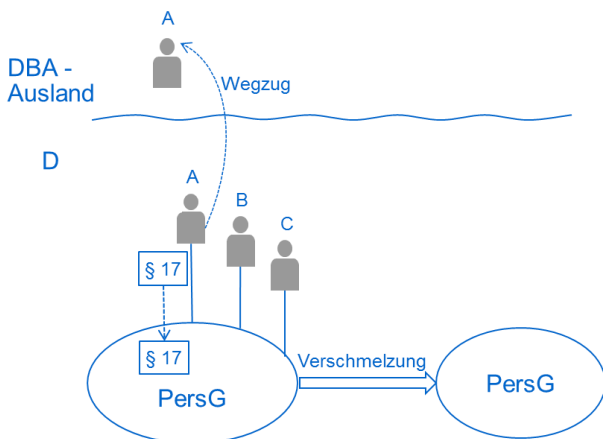 A
DBA -
Ausland
Wegzug
D
A
B
C
§ 17
§ 17
Verschmelzung
PersG
PersG